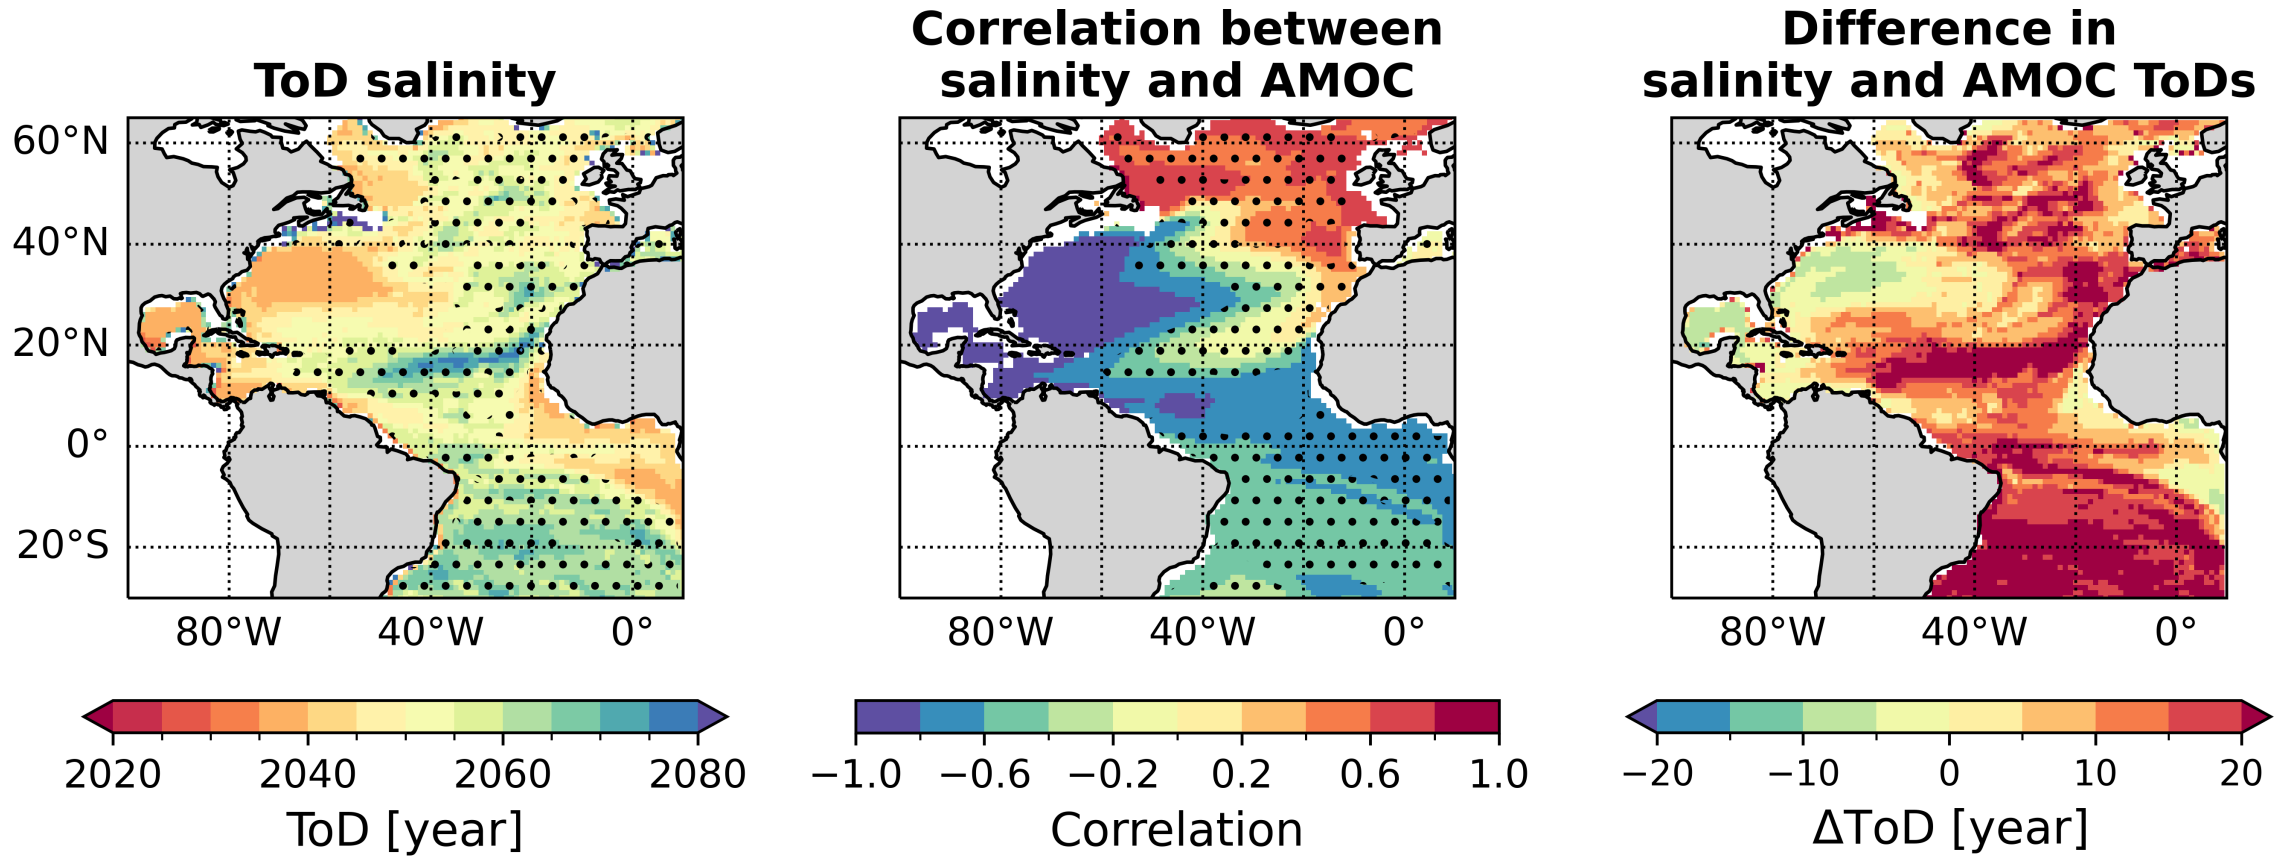 ToD salinity
Correlation between
salinity and AMOC
Difference in
salinity and AMOC ToDs
60°N
40°N
20°N
0°
20°S
80°W 40°W 0°
80°W 40°W 0°
80°W 40°W 0°
2020 2040 2060 2080
ToD [year]
−1.0 −0.6 −0.2 0.2 0.6 1.0
Correlation
−20 −10 0 10 20
ΔToD [year]